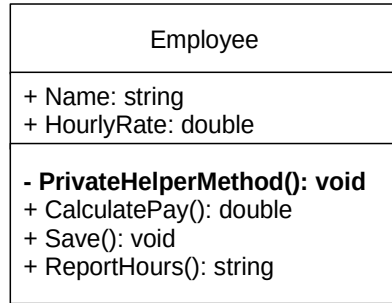 Employee
+ Name: string
+ HourlyRate: double
- PrivateHelperMethod(): void
+ CalculatePay(): double
+ Save(): void
+ ReportHours(): string